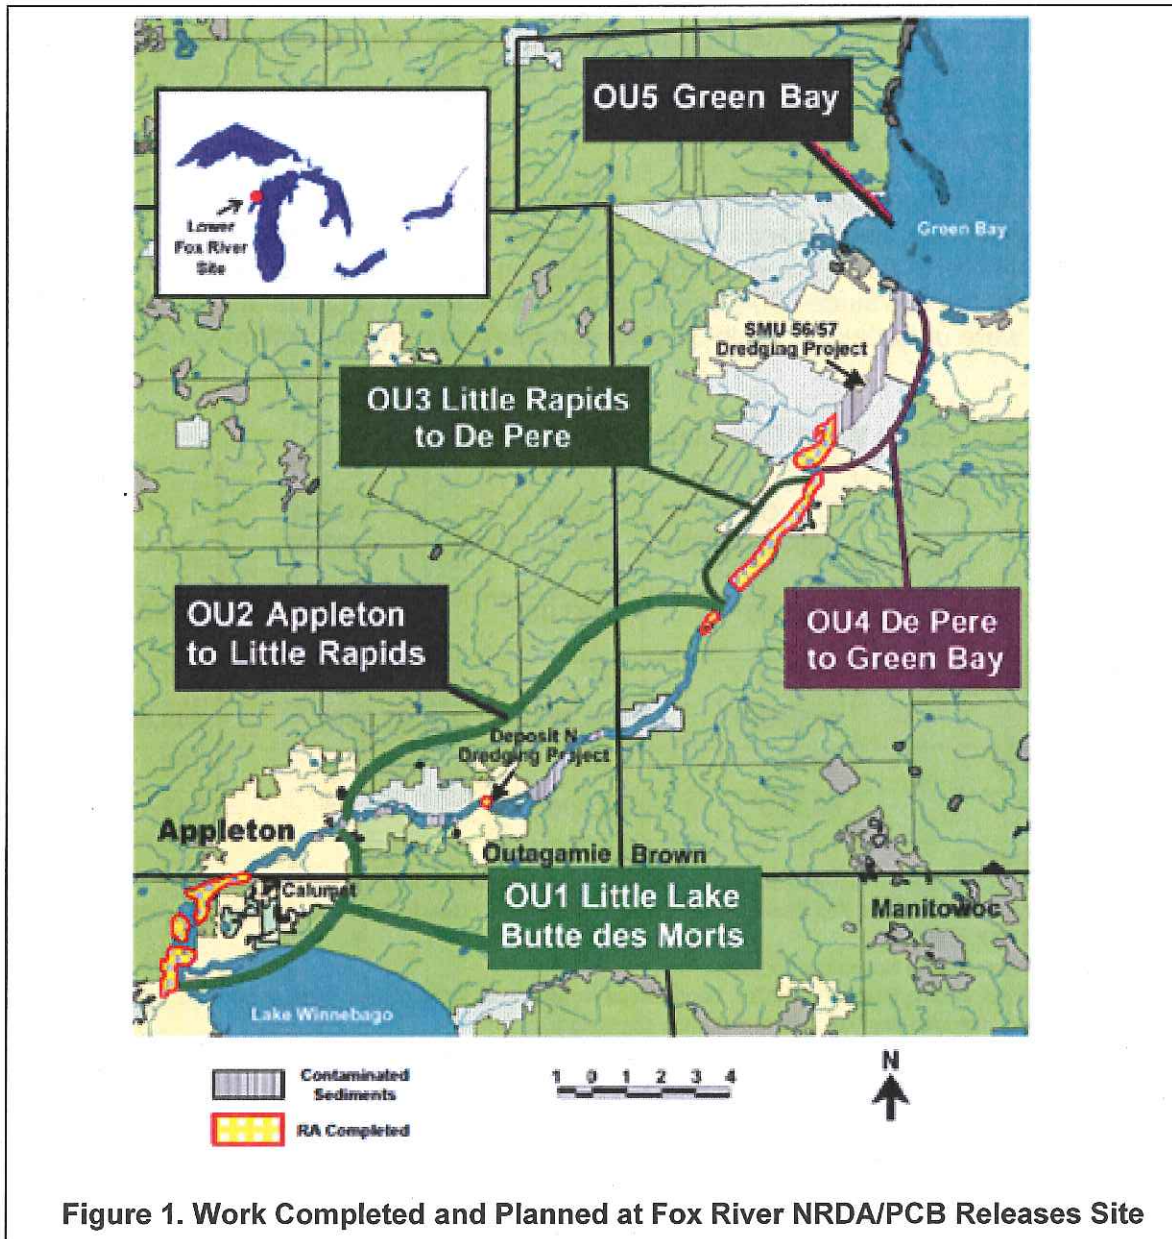 OU5 Green Bay
Lower
Fox River
Site
Green Bay
SMU 56/57
Dredging Project
OU3 Little Rapids
to De Pere
OU2 Appleton
to Little Rapids
OU4 De Pere
to Green Bay
Deposit N
Dredging Project
Appleton
Outagamie
Brown
Calumet
OU1 Little Lake
Butte des Morts
Manitowoc
Lake Winnebago
Contaminated
Sediments
RA Completed
1 0 1 2 3 4
N
Figure 1. Work Completed and Planned at Fox River NRDA/PCB Releases Site